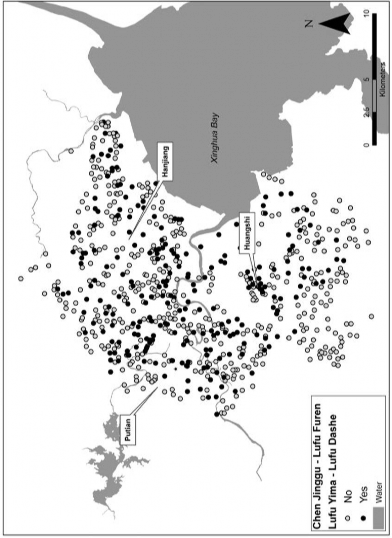 Putian
Hanjiang
Huangshi
Xinghua Bay
N
0 2.5 5 10
Kilometers
Chen Jinggu - Lufu Furen
Lufu Yima - Lufu Dashe
No
Yes
Water